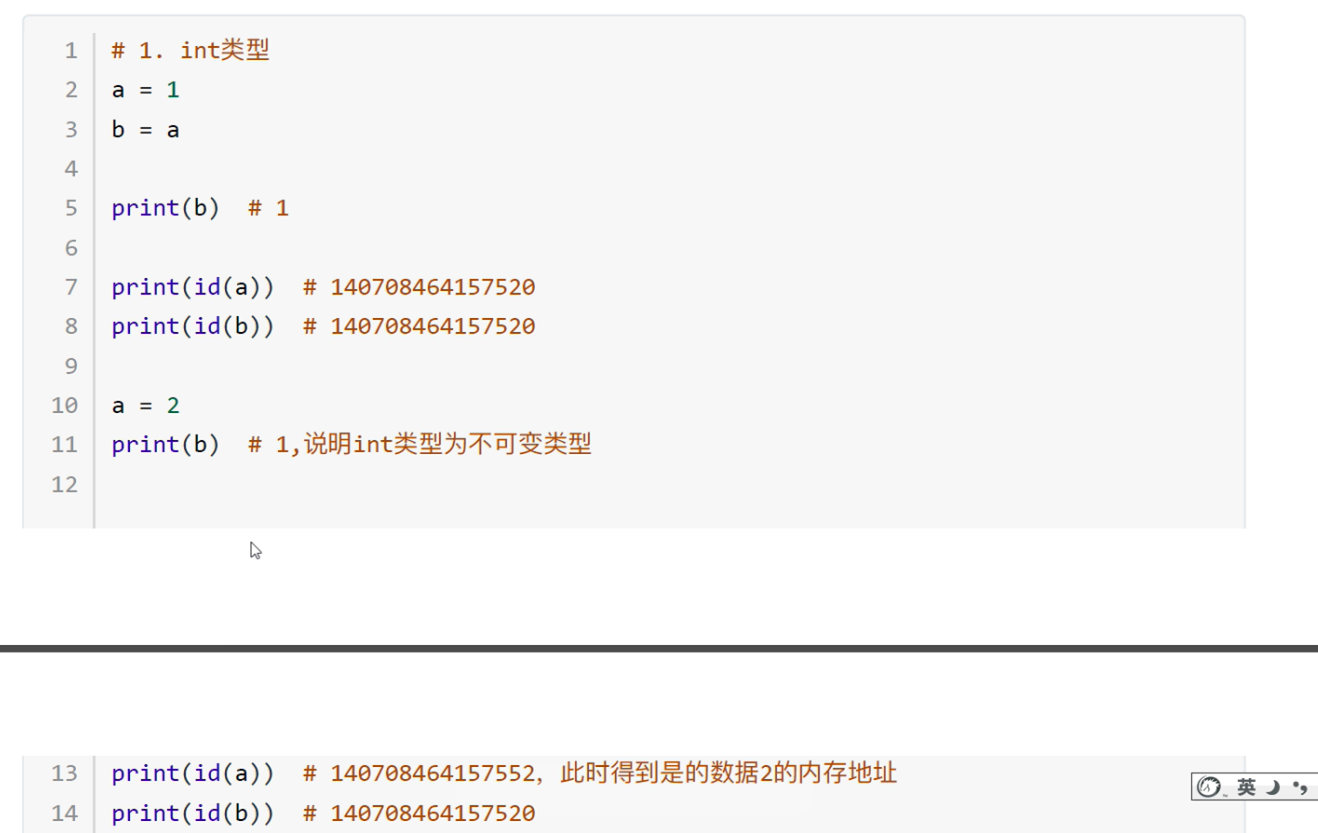 1 # 1. int类型
2 a = 1
3 b = a
4
5 print(b)  # 1
6
7 print(id(a))  # 140708464157520
8 print(id(b))  # 140708464157520
9
10 a = 2
11 print(b)  # 1,说明int类型为不可变类型
12
13 print(id(a))  # 140708464157552，此时得到是的数据2的内存地址
14 print(id(b))  # 140708464157520
英